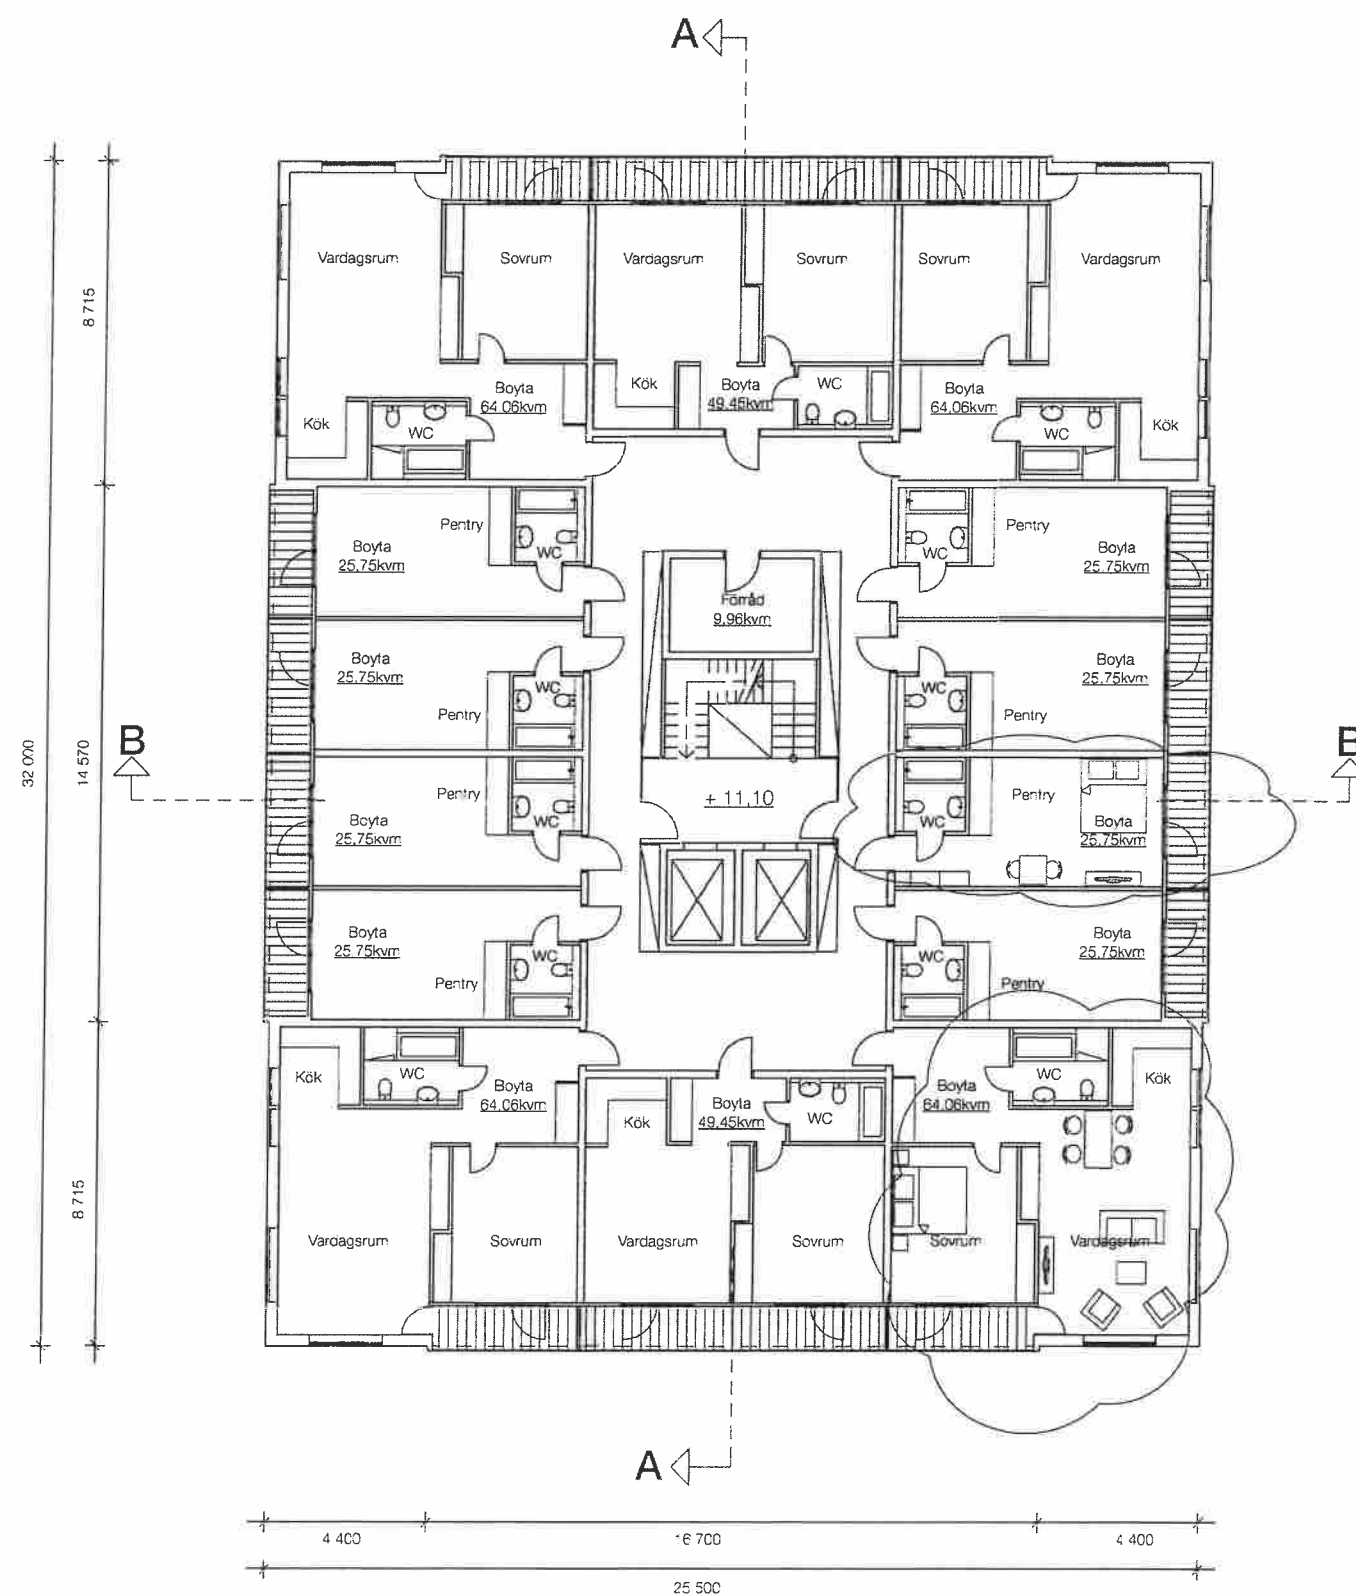 A
Vardagsrum
Sovrum
Vardagsrum
Sovrum
Sovrum
Vardagsrum
8 715
Kök
WC
Boyta
64,06kvm
Kök
Boyta
49,45kvm
WC
Boyta
64,06kvm
WC
Kök
Pentry
WC
Boyta
25,75kvm
Pentry
WC
Boyta
25,75kvm
Förråd
9,96kvm
Boyta
25,75kvm
WC
Pentry
Boyta
25,75kvm
WC
Pentry
32 000
14 570
B
B
Pentry
Boyta
25,75kvm
WC
+ 11,10
Pentry
Boyta
25,75kvm
WC
Boyta
25,75kvm
WC
Pentry
Boyta
25,75kvm
WC
Pentry
Kök
WC
Boyta
64,06kvm
Kök
Boyta
49,45kvm
WC
Boyta
64,06kvm
WC
Kök
8 715
Vardagsrum
Sovrum
Vardagsrum
Sovrum
Sovrum
Vardagsrum
A
4 400
16 700
4 400
25 500